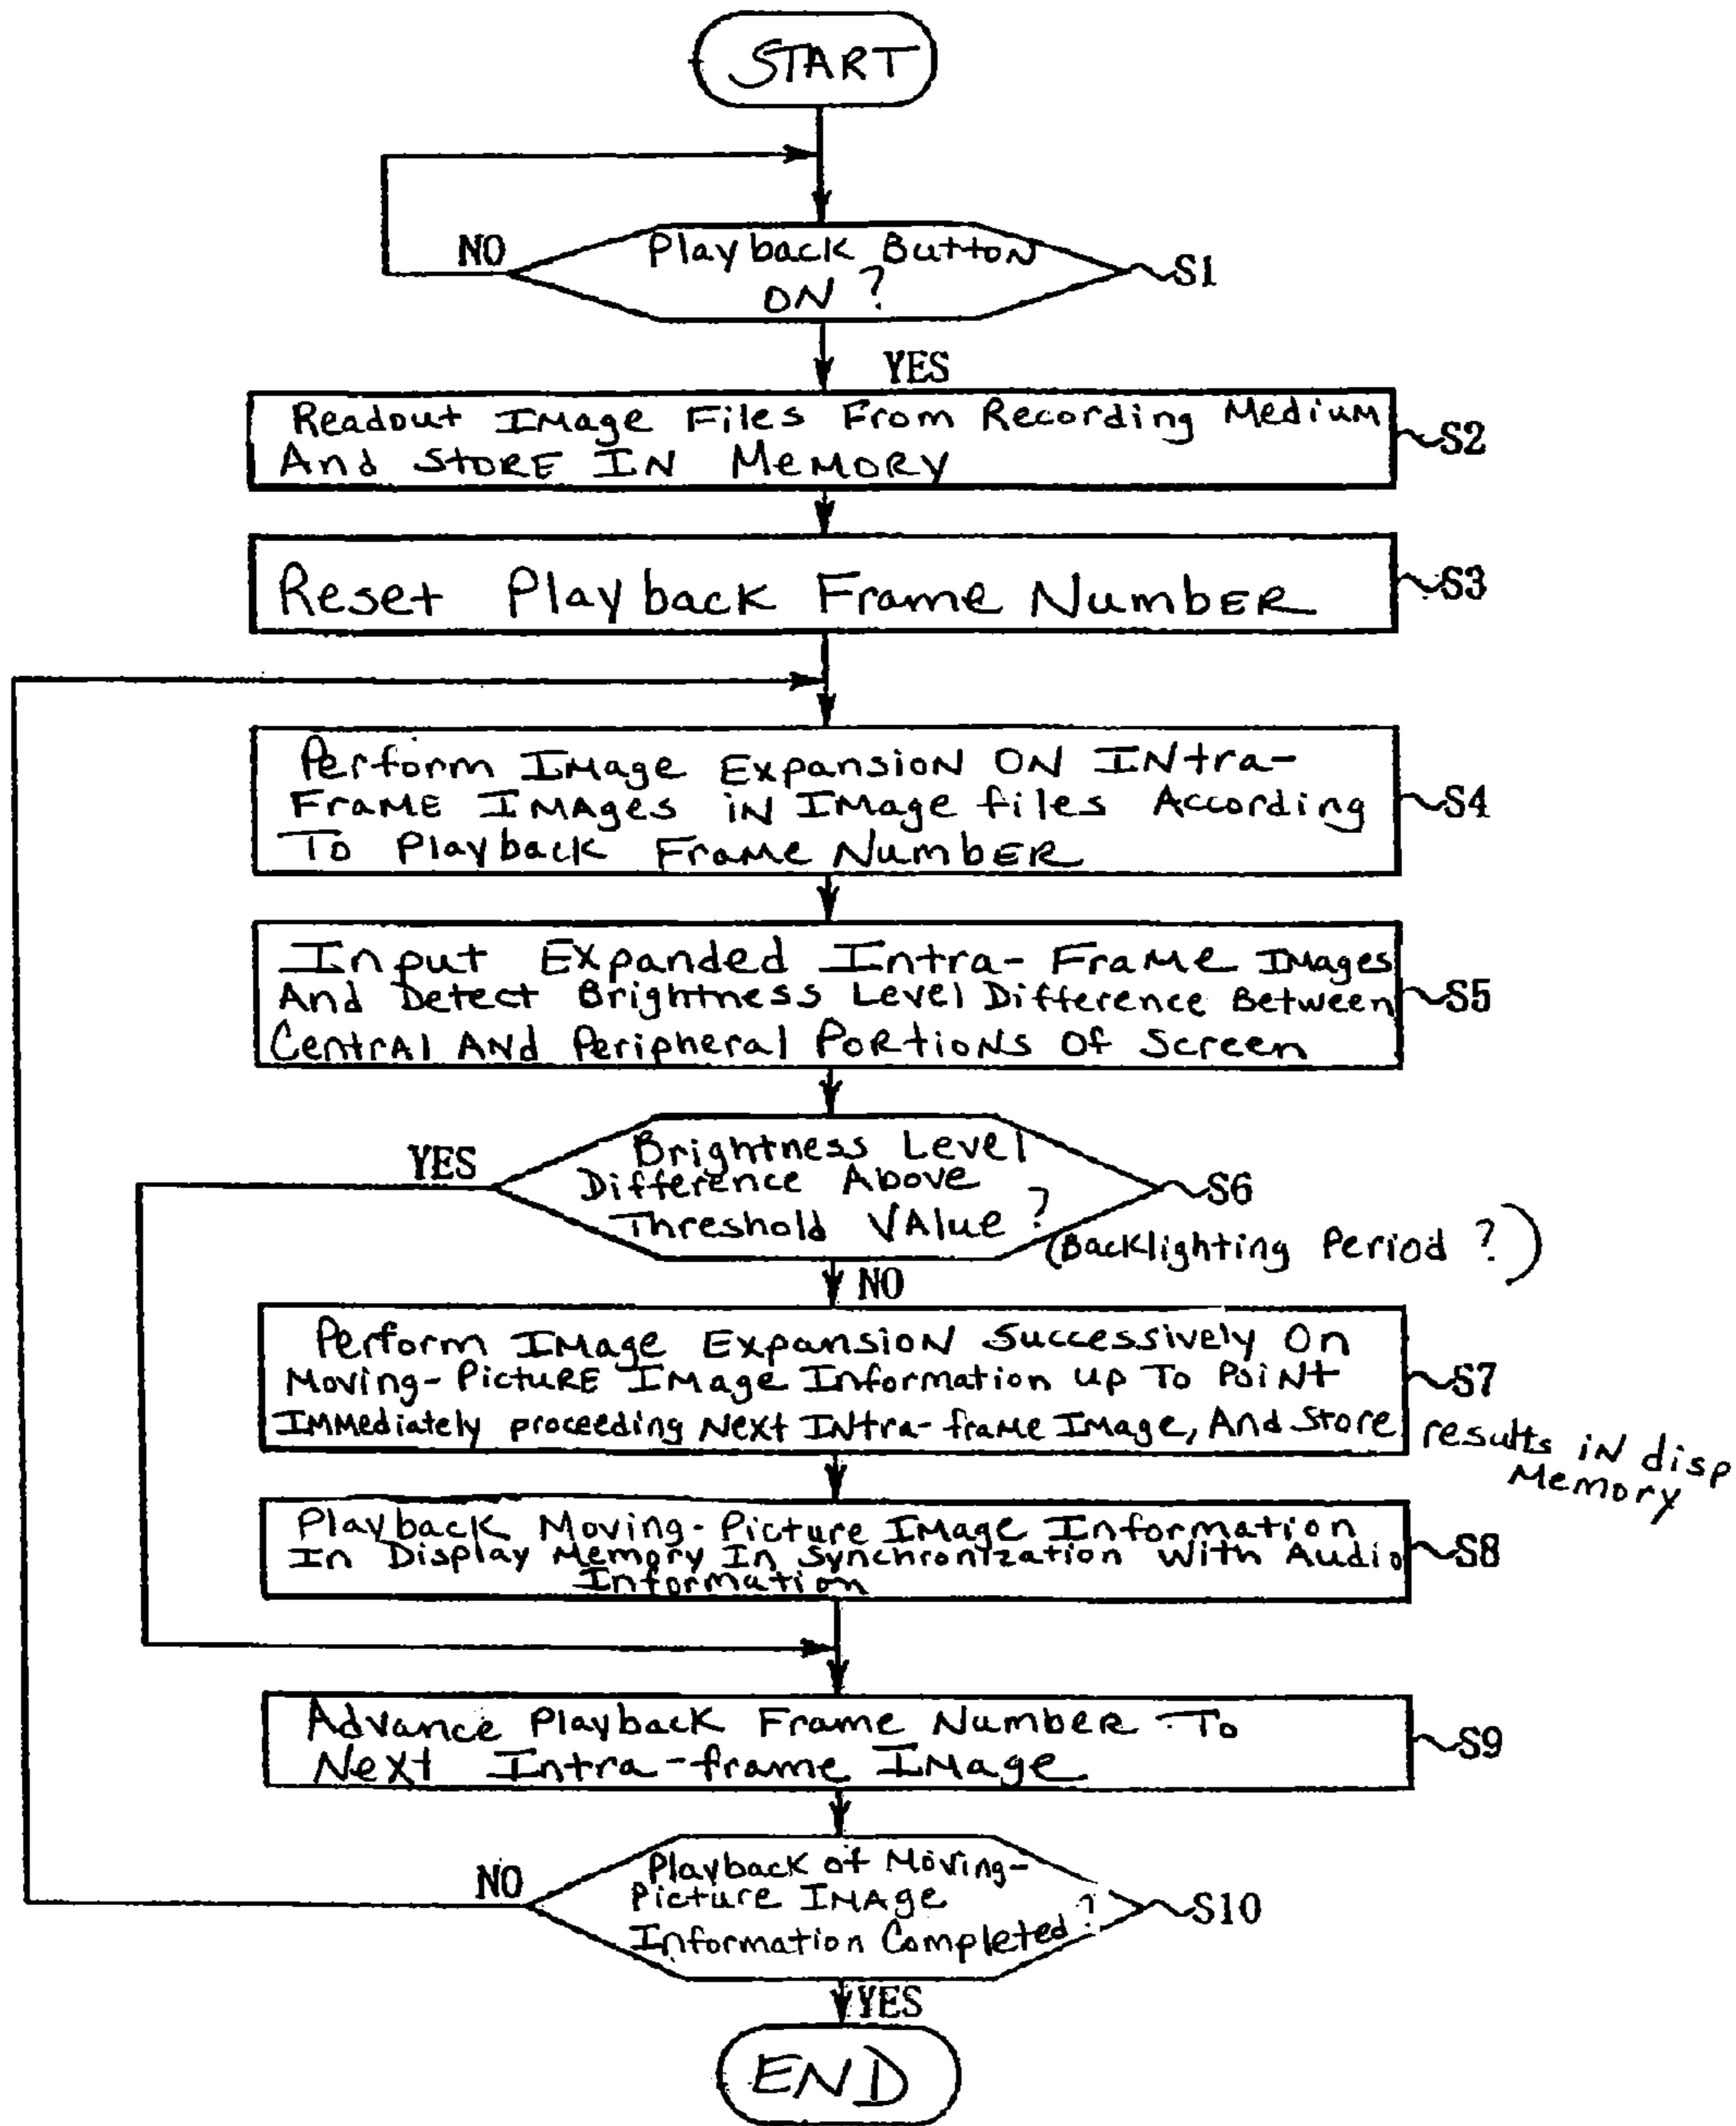 START
NO
Playback Button
ON ?
S1
YES
Readout Image Files From Recording Medium
And Store In Memory
S2
Reset Playback Frame Number
S3
Perform Image Expansion On Intra-
Frame Images in Image files According
To Playback Frame Number
S4
Input Expanded Intra-Frame Images
And Detect Brightness Level Difference Between
Central And Peripheral Portions Of Screen
S5
YES
Brightness Level
Difference Above
Threshold Value ?
S6
(Backlighting Period ?)
NO
Perform Image Expansion Successively On
Moving-Picture Image Information up To Point
Immediately proceeding Next Intra-frame Image, And Store results in disp
Memory
S7
Playback Moving-Picture Image Information
In Display Memory In Synchronization With Audio
Information
S8
Advance Playback Frame Number To
Next Intra-frame Image
S9
NO
Playback of Moving-
Picture Image
Information Completed ?
S10
YES
END